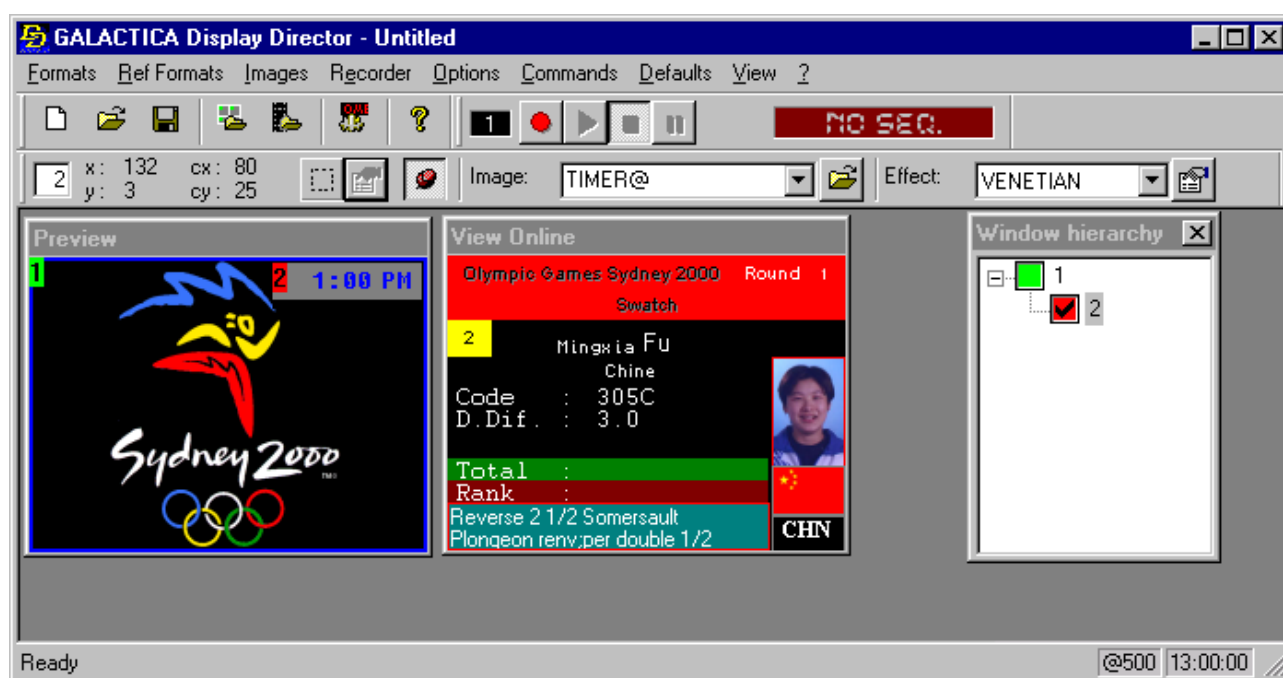 GALACTICA Display Director - Untitled
Formats Ref Formats Images Recorder Options Commands Defaults View ?
1 NO SEQ.
2 x: 132 cx: 80 Image: TIMER@ Effect: VENETIAN
y: 3 cy: 25
Preview
1 2 1:00 PM
Sydney 2000
TM
View Online
Olympic Games Sydney 2000 Round 1
Swatch
2 Mingxia Fu
Chine
Code : 305C
D.Dif. : 3.0
Total :
Rank :
Reverse 2 1/2 Somersault
Plongeon renv;per double 1/2
CHN
Window hierarchy
1
2
Ready @500 13:00:00